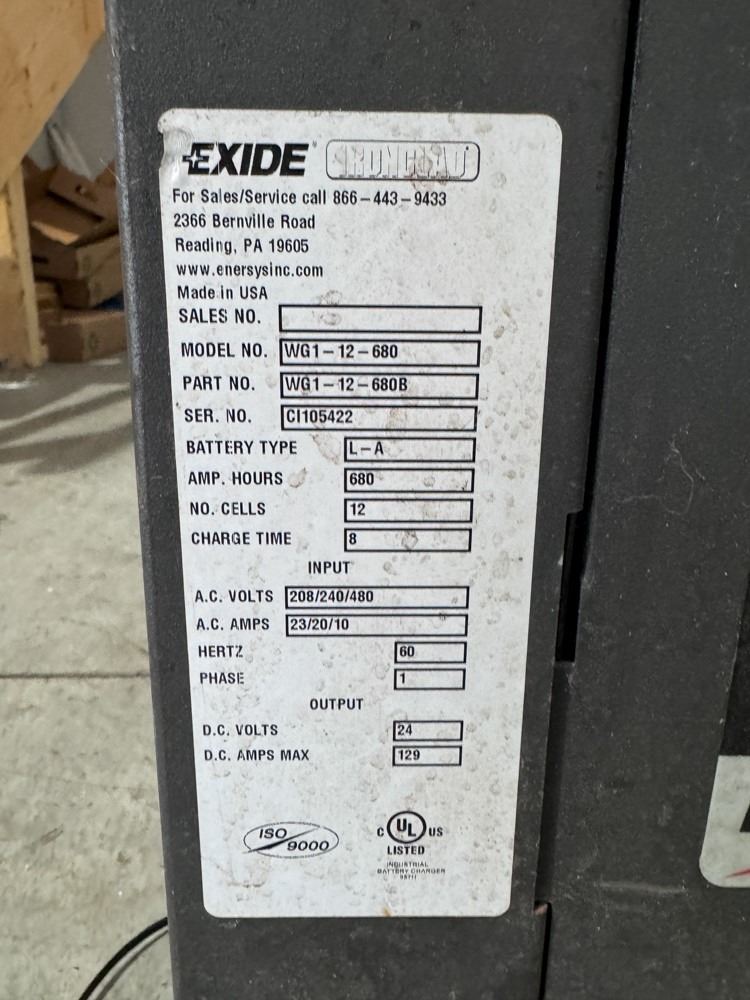 EXIDE IRONCLAD
For Sales/Service call 866-443-9433
2366 Bernville Road
Reading, PA 19605
www.enersysinc.com
Made in USA
SALES NO.
MODEL NO. WG1-12-680
PART NO. WG1-12-680B
SER. NO. CI105422
BATTERY TYPE L-A
AMP. HOURS 680
NO. CELLS 12
CHARGE TIME 8
INPUT
A.C. VOLTS 208/240/480
A.C. AMPS 23/20/10
HERTZ 60
PHASE 1
OUTPUT
D.C. VOLTS 24
D.C. AMPS MAX 129
ISO 9000
C UL US
LISTED
INDUSTRIAL
BATTERY CHARGER